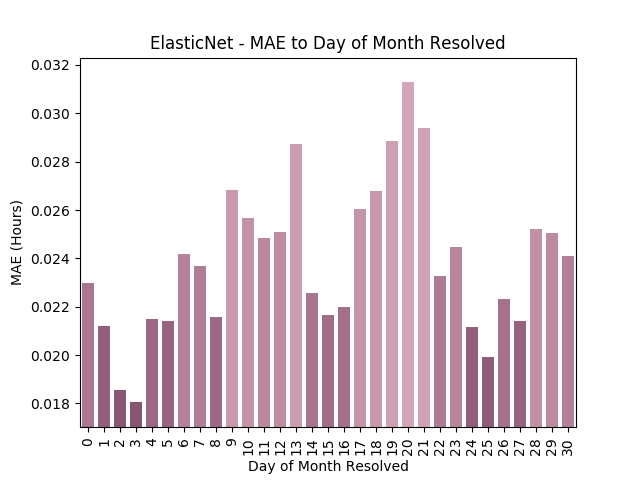 ElasticNet - MAE to Day of Month Resolved
0.032
0.030
0.028
0.026
0.024
0.022
0.020
0.018
MAE (Hours)
0 1 2 3 4 5 6 7 8 9 10 11 12 13 14 15 16 17 18 19 20 21 22 23 24 25 26 27 28 29 30
Day of Month Resolved